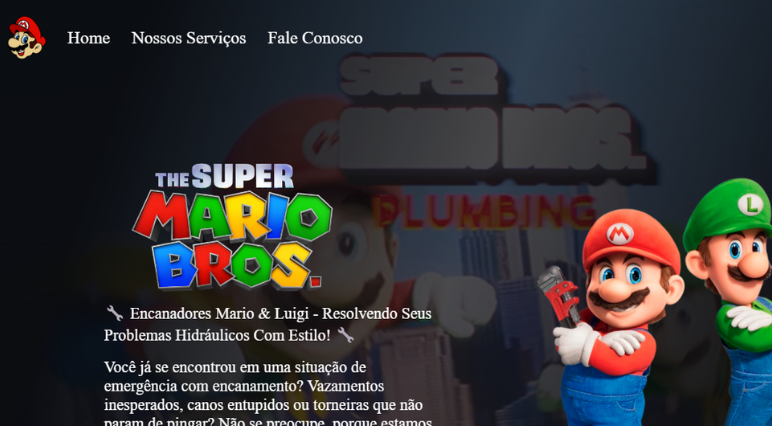 Home Nossos Serviços Fale Conosco
SUPER
MARIO BROS.
PLUMBING
THE SUPER
MARIO
BROS.
M
L
🔧 Encanadores Mario & Luigi - Resolvendo Seus
Problemas Hidráulicos Com Estilo! 🔧
Você já se encontrou em uma situação de
emergência com encanamento? Vazamentos
inesperados, canos entupidos ou torneiras que não
param de pingar? Não se preocupe, porque estamos